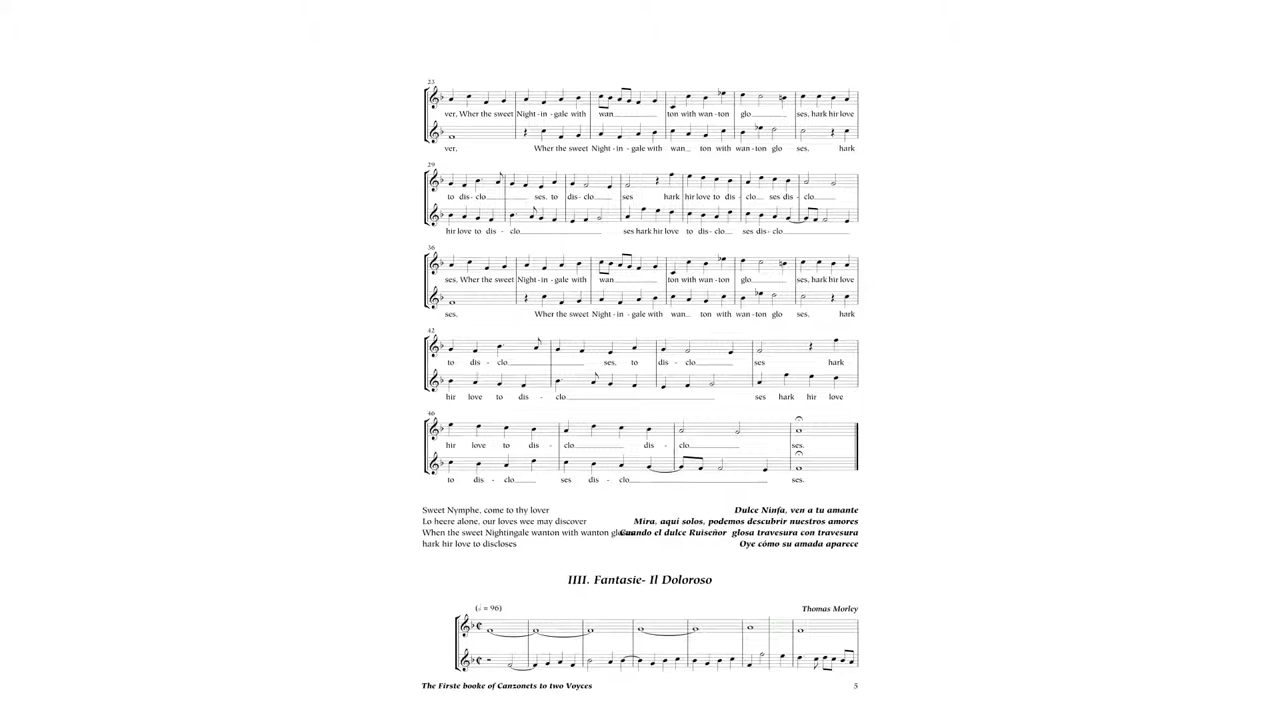 23
ver, Wher the sweet Night - in - gale with wan ton with wan - ton glo ses, hark hir love
ver, Wher the sweet Night - in - gale with wan ton with wan - ton glo ses, hark
29
to dis - clo ses, to dis - clo ses hark hir love to dis - clo ses dis - clo
hir love to dis - clo ses hark hir love to dis - clo ses dis - clo
36
ses, Wher the sweet Night - in - gale with wan ton with wan - ton glo ses, hark hir love
ses. Wher the sweet Night - in - gale with wan ton with wan - ton glo ses, hark
42
to dis - clo ses, to dis - clo ses hark
hir love to dis - clo ses hark hir love
46
hir love to dis - clo dis - clo ses.
to dis - clo ses dis - clo ses.
Sweet Nymphe, come to thy lover
Lo heere alone, our loves wee may discover
When the sweet Nightingale wanton with wanton
hark hir love to discloses
Dulce Ninfa, ven a tu amante
Mira, aquí solos, podemos descubrir nuestros amores
Cuando el dulce Ruiseñor glosa travesura con travesura
Oye cómo su amada aparece
IIII. Fantasie- Il Doloroso
= 96)
Thomas Morley
The Firste booke of Canzonets to two Voyces
5